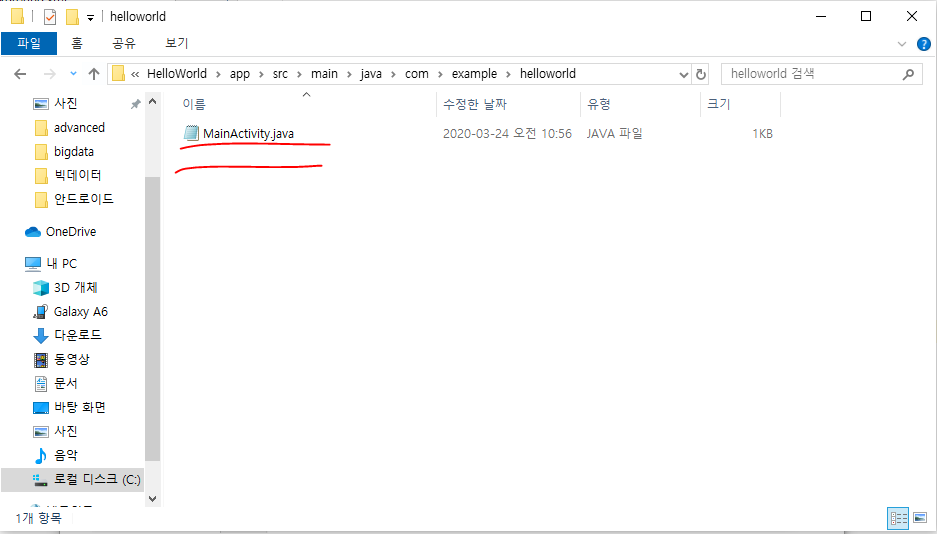 helloworld
파일 홈 공유 보기
« HelloWorld > app > src > main > java > com > example > helloworld
helloworld 검색
이름 수정한 날짜 유형 크기
MainActivity.java 2020-03-24 오전 10:56 JAVA 파일 1KB
사진
advanced
bigdata
빅데이터
안드로이드
OneDrive
내 PC
3D 개체
Galaxy A6
다운로드
동영상
문서
바탕 화면
사진
음악
로컬 디스크 (C:)
1개 항목